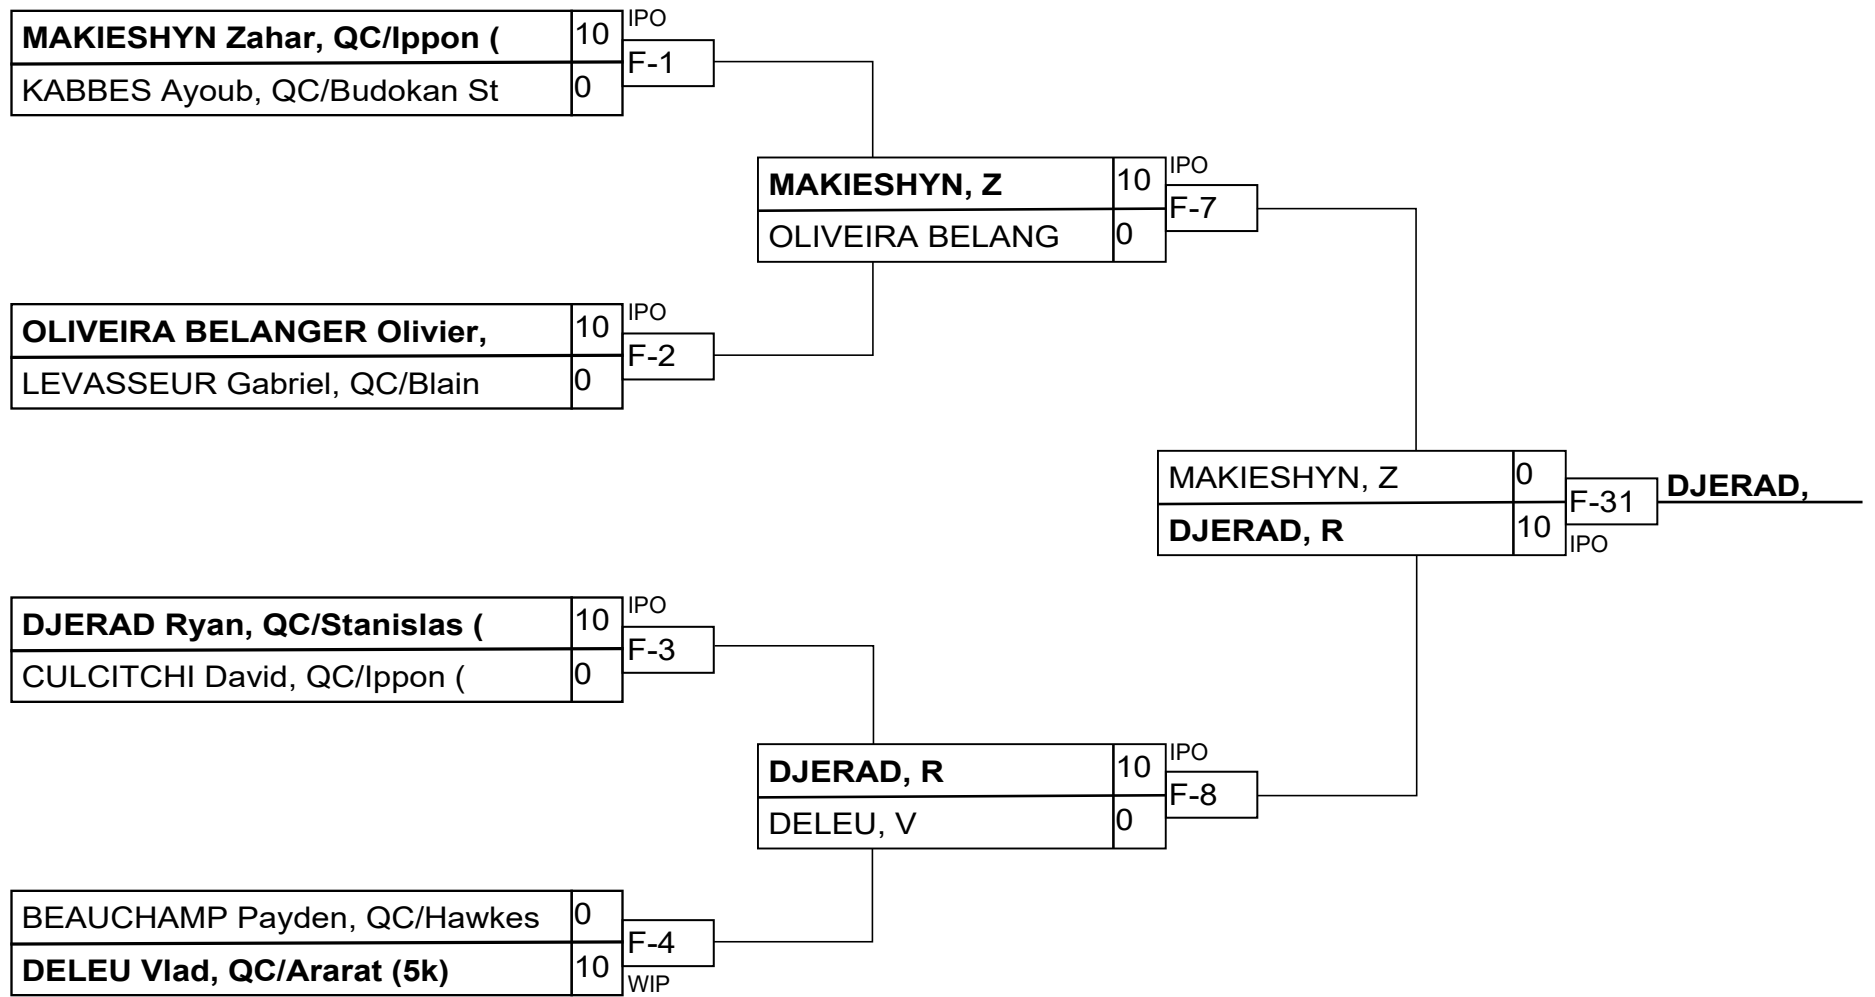 MAKIESHYN Zahar, QC/Ippon ( 10 IPO
F-1
KABBES Ayoub, QC/Budokan St 0
MAKIESHYN, Z 10 IPO
F-7
OLIVEIRA BELANG 0
OLIVEIRA BELANGER Olivier, 10 IPO
F-2
LEVASSEUR Gabriel, QC/Blain 0
MAKIESHYN, Z 0
F-31 DJERAD,
DJERAD, R 10 IPO
DJERAD Ryan, QC/Stanislas ( 10 IPO
F-3
CULCITCHI David, QC/Ippon ( 0
DJERAD, R 10 IPO
F-8
DELEU, V 0
BEAUCHAMP Payden, QC/Hawkes 0
F-4
DELEU Vlad, QC/Ararat (5k) 10 WIP